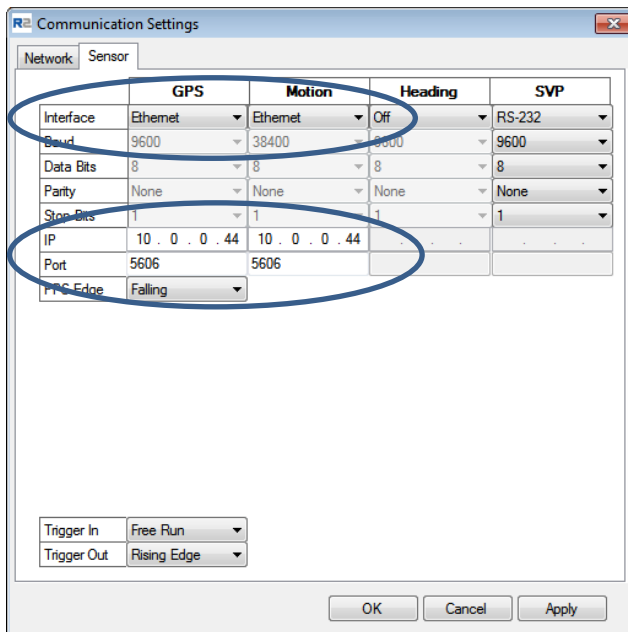 R2 Communication Settings
Network Sensor
GPS Motion Heading SVP
Interface Ethernet Ethernet Off RS-232
Baud 9600 38400 9600 9600
Data Bits 8 8 8 8
Parity None None None None
Stop Bits 1 1 1 1
IP 10 . 0 . 0 . 44 10 . 0 . 0 . 44 . . . . . .
Port 5606 5606
PPS Edge Falling
Trigger In Free Run
Trigger Out Rising Edge
OK Cancel Apply